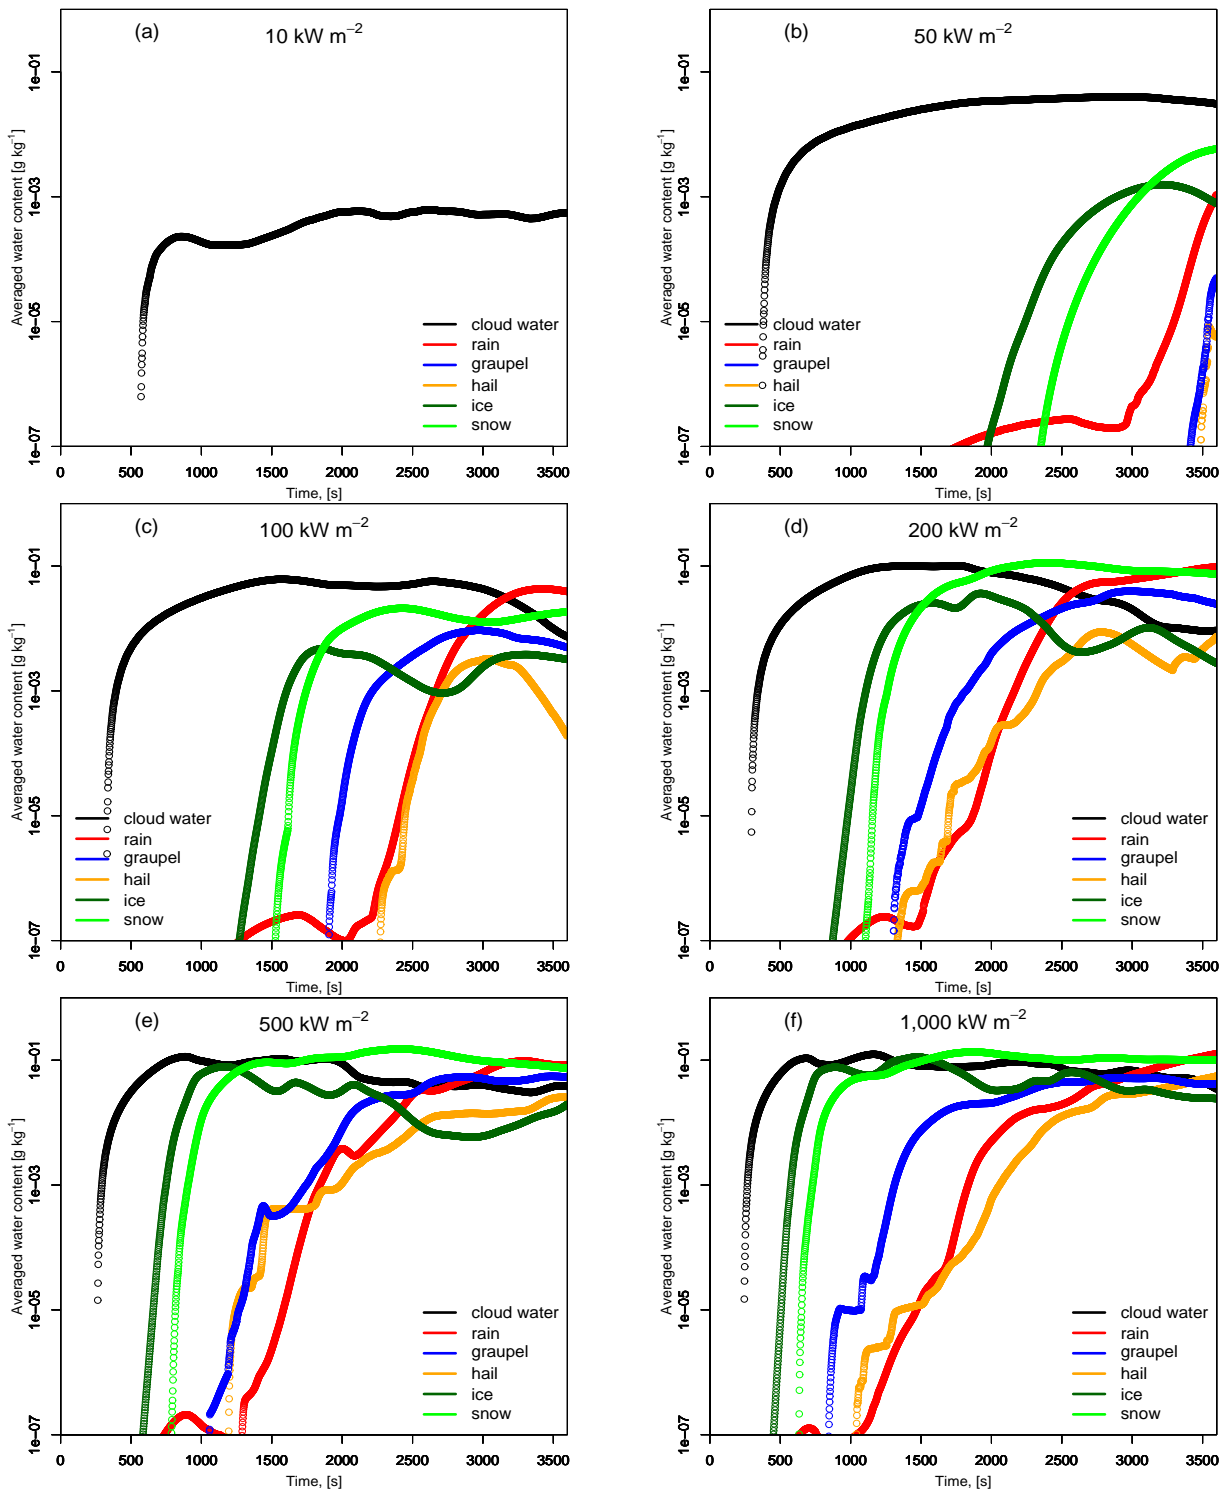 (a)
10 kW m−2
Averaged water content [g kg−1]
1e−01
1e−03
1e−05
1e−07
cloud water
rain
graupel
hail
ice
snow
0 500 1000 1500 2000 2500 3000 3500
Time, [s]
(b)
50 kW m−2
Averaged water content [g kg−1]
1e−01
1e−03
1e−05
1e−07
cloud water
rain
graupel
hail
ice
snow
0 500 1000 1500 2000 2500 3000 3500
Time, [s]
(c)
100 kW m−2
Averaged water content [g kg−1]
1e−01
1e−03
1e−05
1e−07
cloud water
rain
graupel
hail
ice
snow
0 500 1000 1500 2000 2500 3000 3500
Time, [s]
(d)
200 kW m−2
Averaged water content [g kg−1]
1e−01
1e−03
1e−05
1e−07
cloud water
rain
graupel
hail
ice
snow
0 500 1000 1500 2000 2500 3000 3500
Time, [s]
(e)
500 kW m−2
Averaged water content [g kg−1]
1e−01
1e−03
1e−05
1e−07
cloud water
rain
graupel
hail
ice
snow
0 500 1000 1500 2000 2500 3000 3500
Time, [s]
(f)
1,000 kW m−2
Averaged water content [g kg−1]
1e−01
1e−03
1e−05
1e−07
cloud water
rain
graupel
hail
ice
snow
0 500 1000 1500 2000 2500 3000 3500
Time, [s]